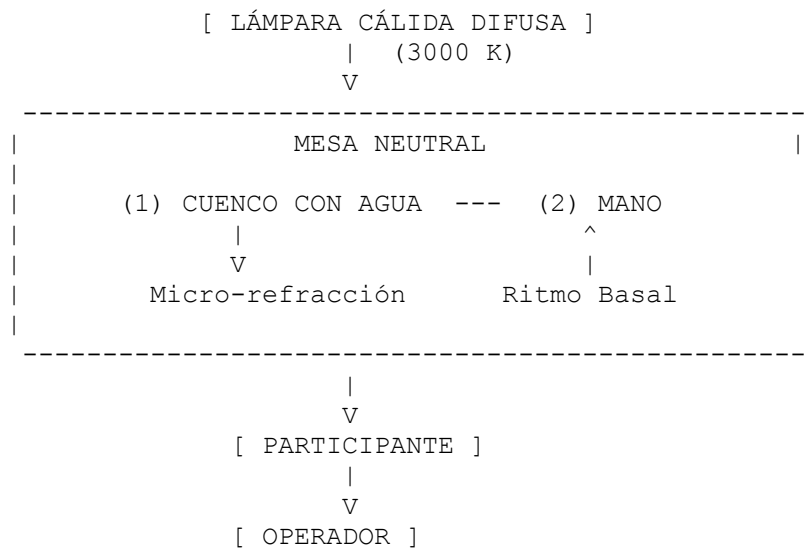 [ LÁMPARA CÁLIDA DIFUSA ]
| (3000 K)
V
--------------------------------------------------
| MESA NEUTRAL |
|
| (1) CUENCO CON AGUA --- (2) MANO
| | ^
| V |
| Micro-refracción Ritmo Basal
|
--------------------------------------------------
|
V
[ PARTICIPANTE ]
|
V
[ OPERADOR ]